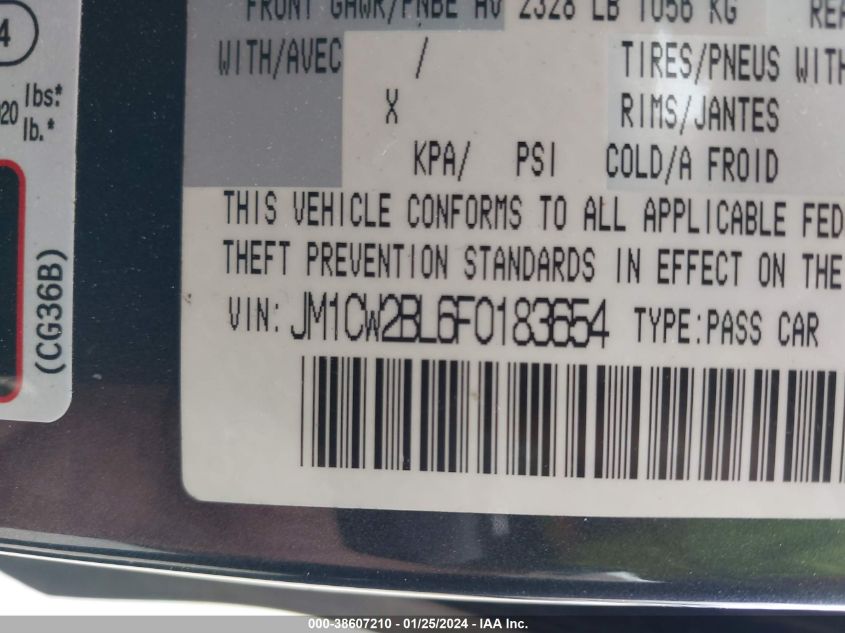 4
lbs.*
020
lb.*
(CG36B)
FRONT GAWR/PNBE AV 2328 LB 1056 KG
WITH/AVEC / TIRES/PNEUS WITH
X RIMS/JANTES
KPA/ PSI COLD/A FROID
THIS VEHICLE CONFORMS TO ALL APPLICABLE FED
THEFT PREVENTION STANDARDS IN EFFECT ON THE
VIN: JM1CW2BL6F0183654 TYPE:PASS CAR
000-38607210 - 01/25/2024 - IAA Inc.